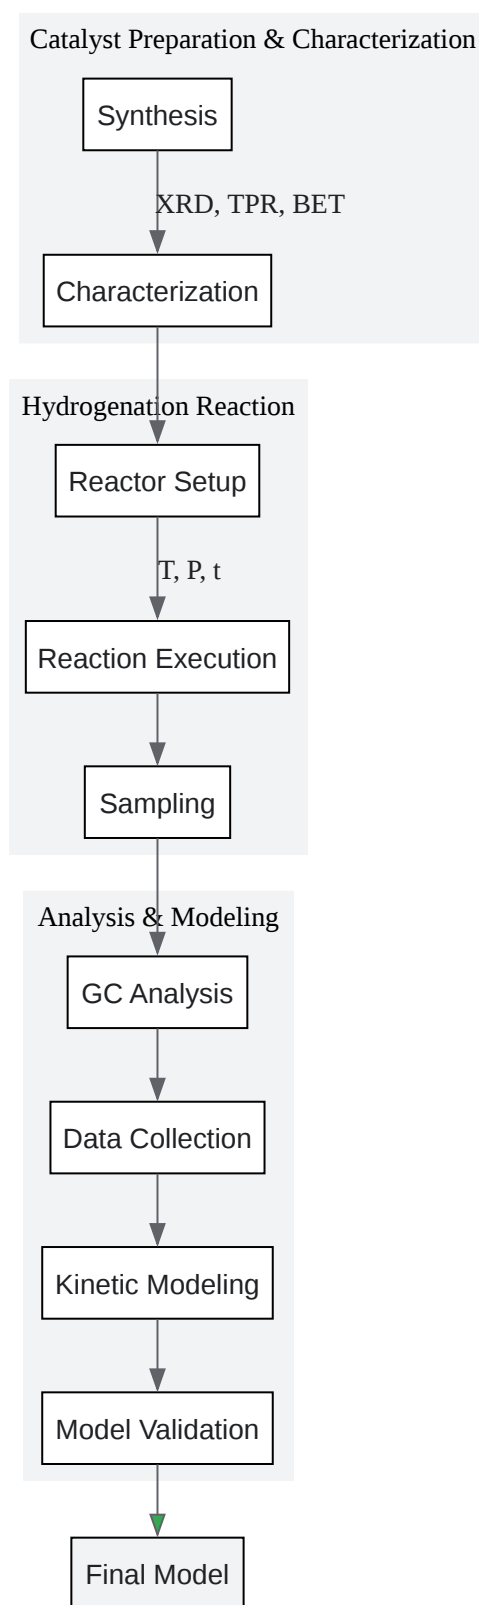 Catalyst Preparation & Characterization
Synthesis
XRD, TPR, BET
Characterization
Hydrogenation Reaction
Reactor Setup
T, P, t
Reaction Execution
Sampling
Analysis & Modeling
GC Analysis
Data Collection
Kinetic Modeling
Model Validation
Final Model